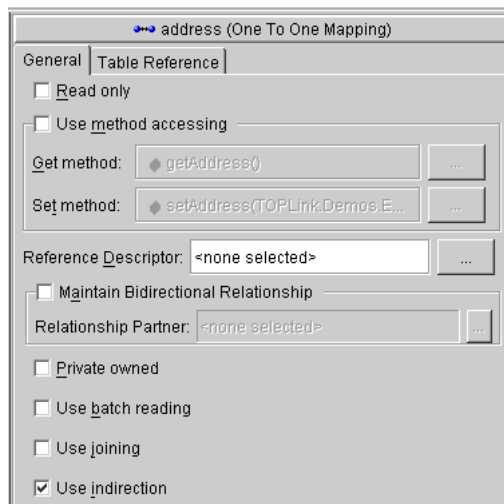 address (One To One Mapping)
General Table Reference
Read only
Use method accessing
Get method: getAddress() ...
Set method: setAddress(TOPLink.Demos.E... ...
Reference Descriptor: <none selected> ...
Maintain Bidirectional Relationship
Relationship Partner: <none selected> ...
Private owned
Use batch reading
Use joining
Use indirection